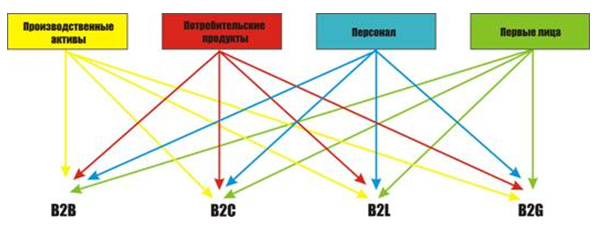 Производственные
активы
Потребительские
продукты
Персонал
Первые лица
B2B
B2C
B2L
B2G